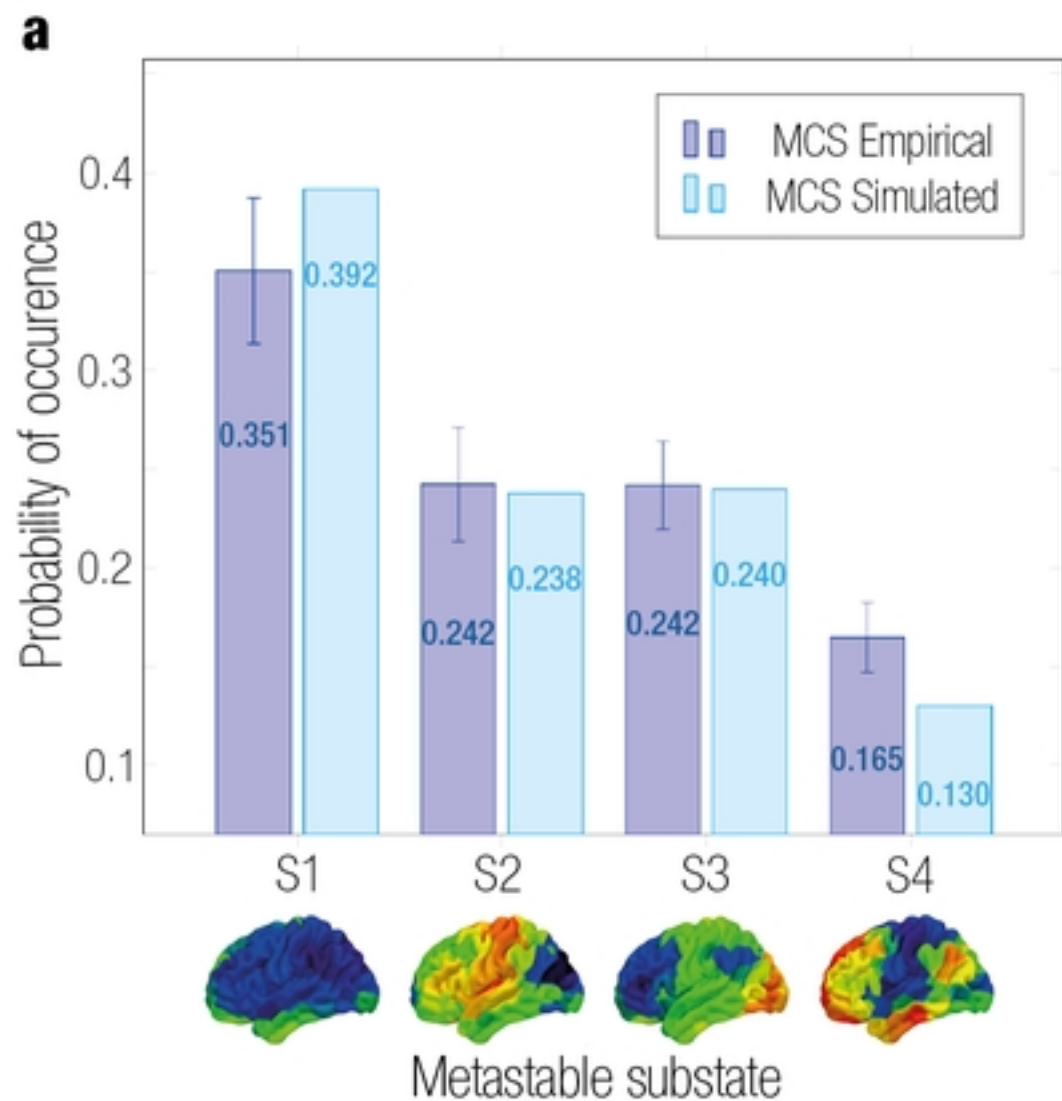 a
MCS Empirical
MCS Simulated
Probability of occurence
0.4
0.3
0.2
0.1
0.351
0.392
0.242
0.238
0.242
0.240
0.165
0.130
S1
S2
S3
S4
Metastable substate